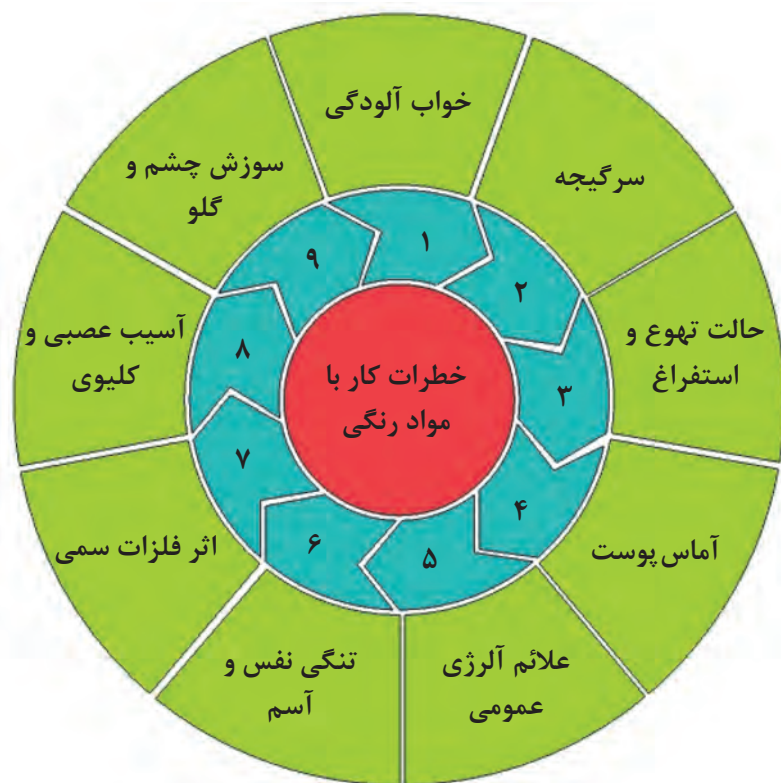 خطرات کار با
مواد رنگی
۱
خواب آلودگی
۲
سرگیجه
۳
حالت تهوع و
استفراغ
۴
آماس پوست
۵
علائم آلرژی
عمومی
۶
تنگی نفس و
آسم
۷
اثر فلزات سمی
۸
آسیب عصبی و
کلیوی
۹
سوزش چشم و
گلو